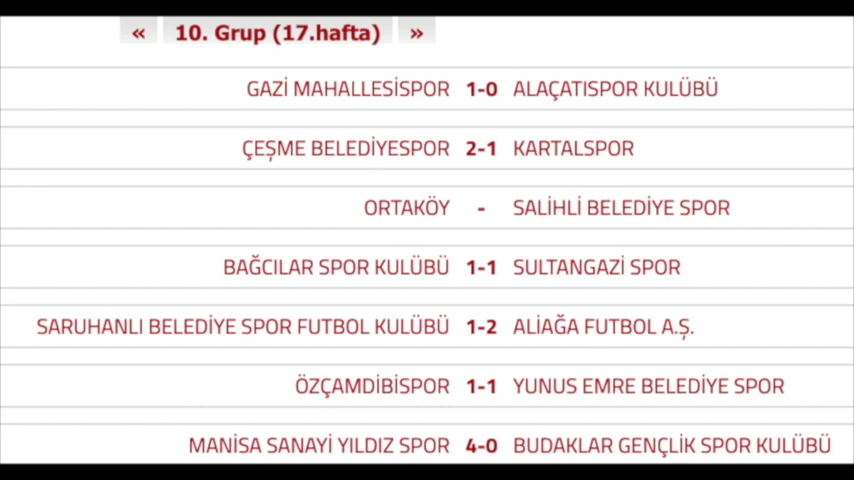 « 10. Grup (17.hafta) »
GAZİ MAHALLESİSPOR 1-0 ALAÇATISPOR KULÜBÜ
ÇEŞME BELEDİYESPOR 2-1 KARTALSPOR
ORTAKÖY - SALİHLİ BELEDİYE SPOR
BAĞCILAR SPOR KULÜBÜ 1-1 SULTANGAZİ SPOR
SARUHANLI BELEDİYE SPOR FUTBOL KULÜBÜ 1-2 ALİAĞA FUTBOL A.Ş.
ÖZÇAMDİBİSPOR 1-1 YUNUS EMRE BELEDİYE SPOR
MANİSA SANAYİ YILDIZ SPOR 4-0 BUDAKLAR GENÇLİK SPOR KULÜBÜ